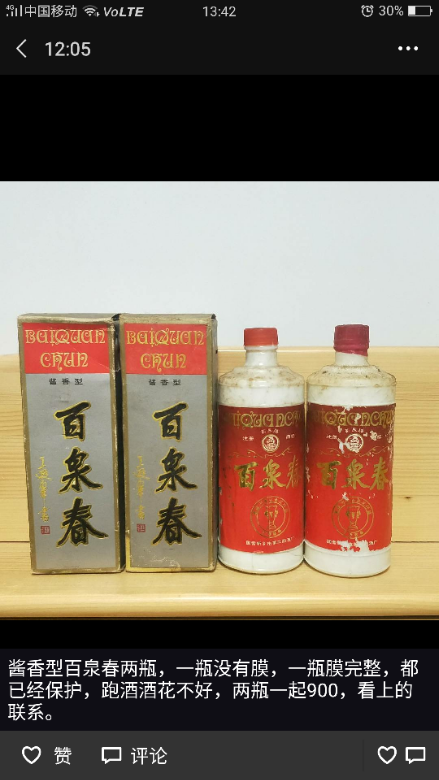 4G 中国移动 VoLTE 13:42 30%
12:05
BaiQuan
CHUN
酱香型
百泉春
BaiQuan
CHUN
酱香型
百泉春
百泉春
百泉春
酱香型百泉春两瓶，一瓶没有膜，一瓶膜完整，都
已经保护，跑酒酒花不好，两瓶一起900，看上的
联系。
赞 评论